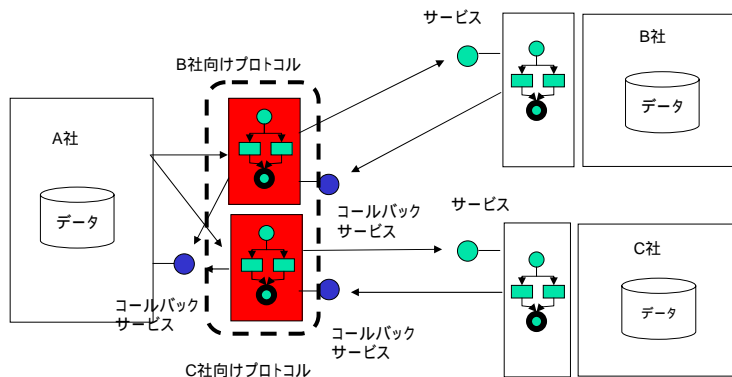 サービス
B社向けプロトコル
B社
データ
A社
データ
コールバック
サービス
サービス
C社
データ
コールバック
サービス
コールバック
サービス
C社向けプロトコル